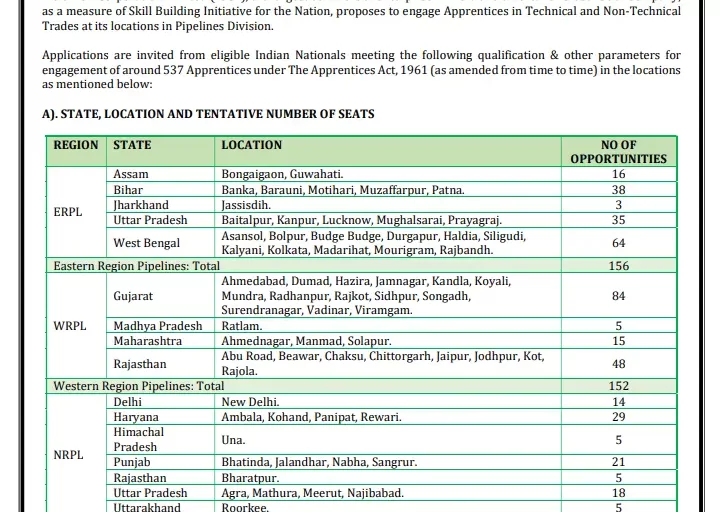 as a measure of Skill Building Initiative for the Nation, proposes to engage Apprentices in Technical and Non-Technical
Trades at its locations in Pipelines Division.
Applications are invited from eligible Indian Nationals meeting the following qualification & other parameters for
engagement of around 537 Apprentices under The Apprentices Act, 1961 (as amended from time to time) in the locations
as mentioned below:
A). STATE, LOCATION AND TENTATIVE NUMBER OF SEATS
REGION STATE LOCATION NO OF
OPPORTUNITIES
ERPL
Assam Bongaigaon, Guwahati. 16
Bihar Banka, Barauni, Motihari, Muzaffarpur, Patna. 38
Jharkhand Jassisdih. 3
Uttar Pradesh Baitalpur, Kanpur, Lucknow, Mughalsarai, Prayagraj. 35
West Bengal Asansol, Bolpur, Budge Budge, Durgapur, Haldia, Siligudi,
Kalyani, Kolkata, Madarihat, Mourigram, Rajbandh. 64
Eastern Region Pipelines: Total 156
WRPL
Gujarat Ahmedabad, Dumad, Hazira, Jamnagar, Kandla, Koyali,
Mundra, Radhanpur, Rajkot, Sidhpur, Songadh,
Surendranagar, Vadinar, Viramgam. 84
Madhya Pradesh Ratlam. 5
Maharashtra Ahmednagar, Manmad, Solapur. 15
Rajasthan Abu Road, Beawar, Chaksu, Chittorgarh, Jaipur, Jodhpur, Kot,
Rajola. 48
Western Region Pipelines: Total 152
NRPL
Delhi New Delhi. 14
Haryana Ambala, Kohand, Panipat, Rewari. 29
Himachal
Pradesh Una. 5
Punjab Bhatinda, Jalandhar, Nabha, Sangrur. 21
Rajasthan Bharatpur. 5
Uttar Pradesh Agra, Mathura, Meerut, Najibabad. 18
Uttarakhand Roorkee. 5